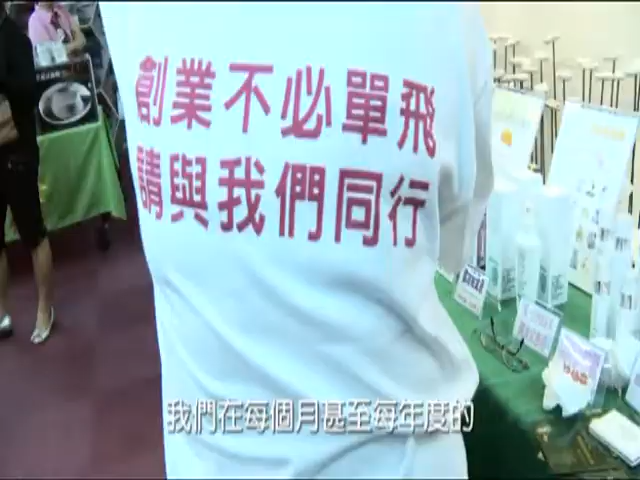 創業不必單飛
請與我們同行
我們在每個月甚至每年度的